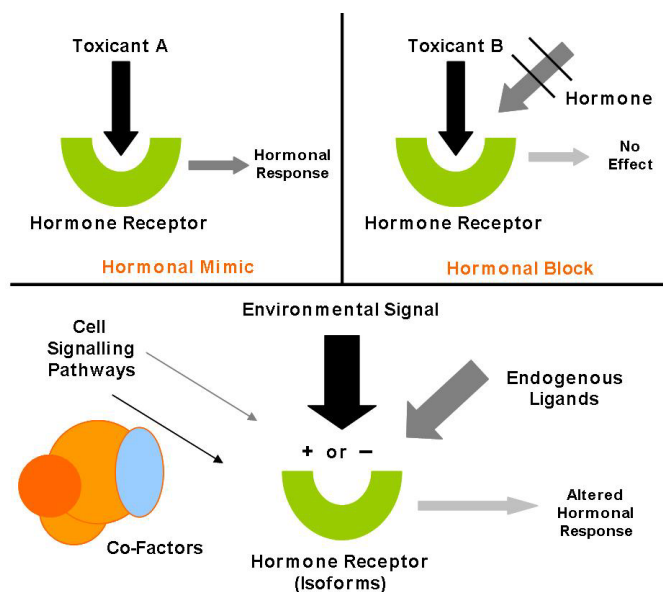 Toxicant A
Hormonal
Response
Hormone Receptor
Hormonal Mimic
Toxicant B
Hormone
No
Effect
Hormone Receptor
Hormonal Block
Environmental Signal
Cell
Signalling
Pathways
Endogenous
Ligands
+ or −
Altered
Hormonal
Response
Co-Factors
Hormone Receptor
(Isoforms)